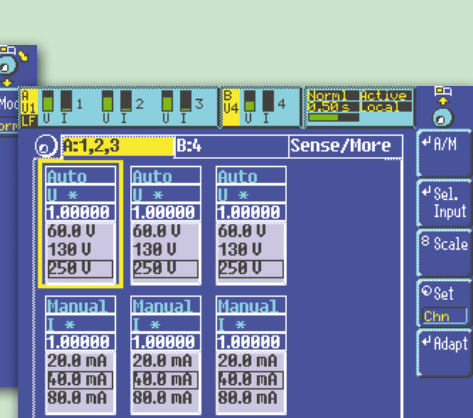 A U1 LF U I 1 U I 2 U I 3 B U4 U I 4 Norml Active
0.50 s Local
A:1,2,3 B:4 Sense/More
A/M
Auto Auto Auto
U * U * U *
1.00000 1.00000 1.00000
60.0 V 60.0 V 60.0 V
130 V 130 V 130 V
250 V 250 V 250 V
Sel.
Input
8 Scale
Set
Chn
Adapt
Manual Manual Manual
I * I * I *
1.00000 1.00000 1.00000
20.0 mA 20.0 mA 20.0 mA
40.0 mA 40.0 mA 40.0 mA
80.0 mA 80.0 mA 80.0 mA